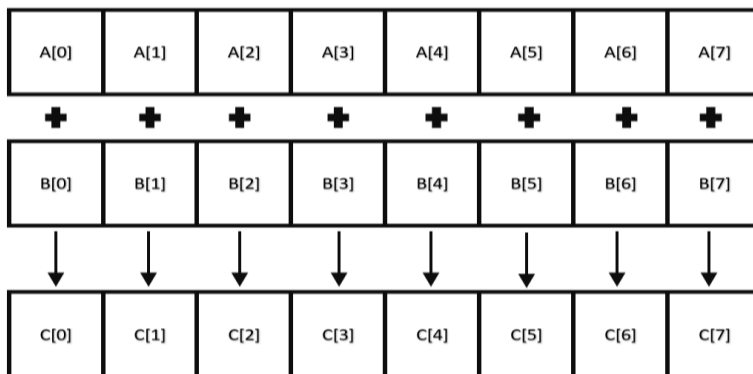 A[0] A[1] A[2] A[3] A[4] A[5] A[6] A[7]
+ + + + + + + +
B[0] B[1] B[2] B[3] B[4] B[5] B[6] B[7]
C[0] C[1] C[2] C[3] C[4] C[5] C[6] C[7]